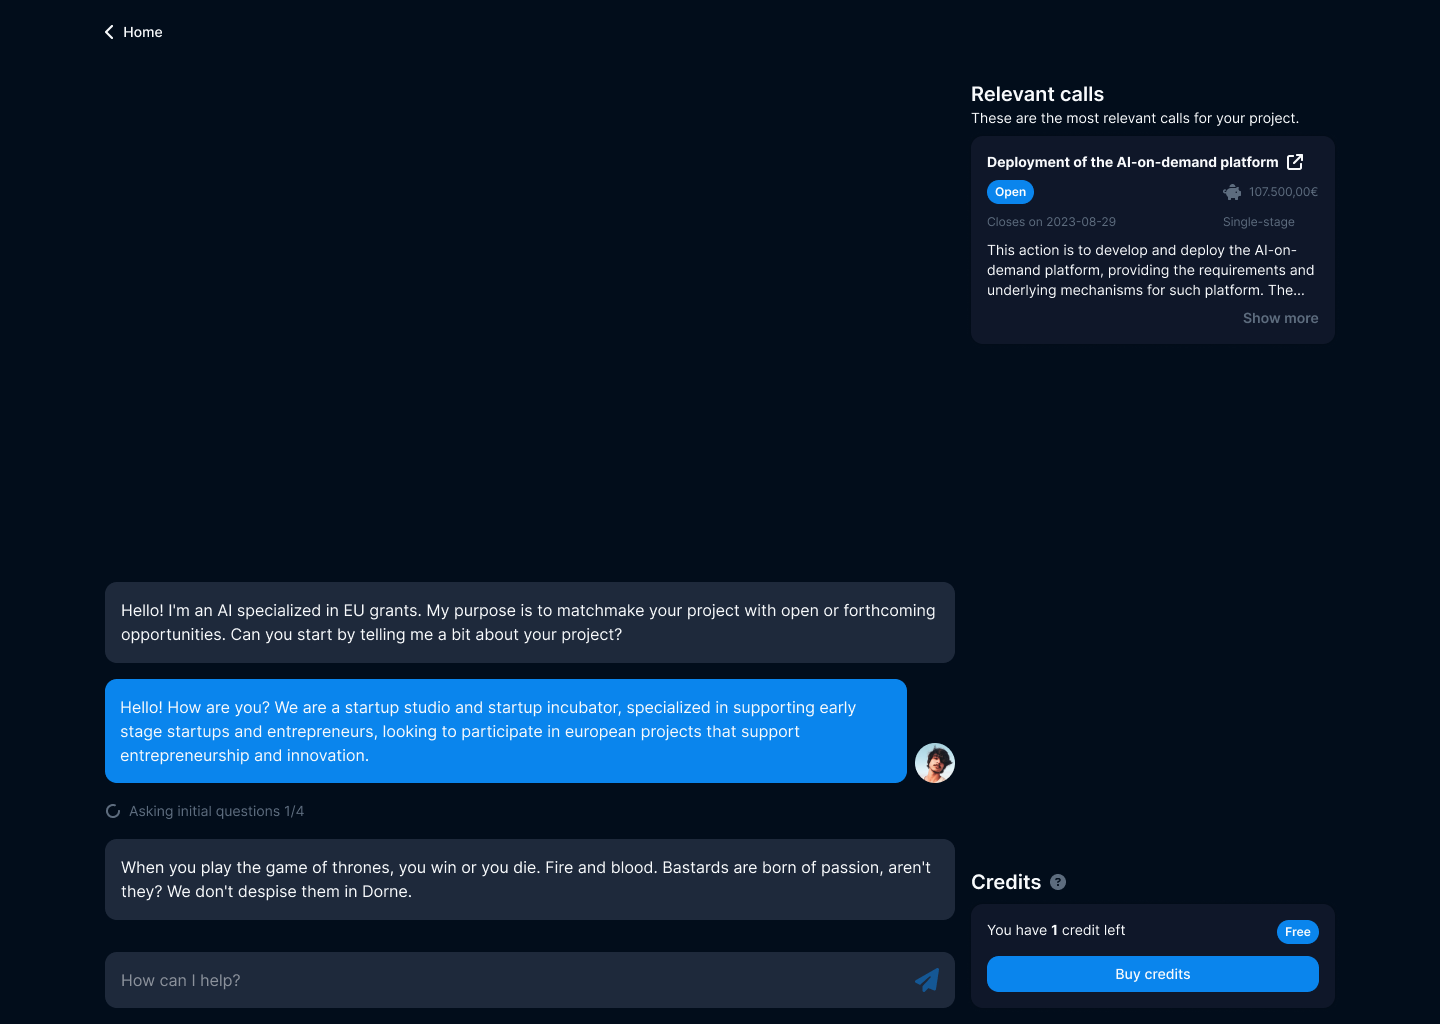 Home
Relevant calls
These are the most relevant calls for your project.
Deployment of the AI-on-demand platform
Open
107.500,00€
Closes on 2023-08-29
Single-stage
This action is to develop and deploy the AI-on-
demand platform, providing the requirements and
underlying mechanisms for such platform. The...
Show more
Hello! I'm an AI specialized in EU grants. My purpose is to matchmake your project with open or forthcoming
opportunities. Can you start by telling me a bit about your project?
Hello! How are you? We are a startup studio and startup incubator, specialized in supporting early
stage startups and entrepreneurs, looking to participate in european projects that support
entrepreneurship and innovation.
Asking initial questions 1/4
When you play the game of thrones, you win or you die. Fire and blood. Bastards are born of passion, aren't
they? We don't despise them in Dorne.
How can I help?
Credits ?
You have 1 credit left
Free
Buy credits